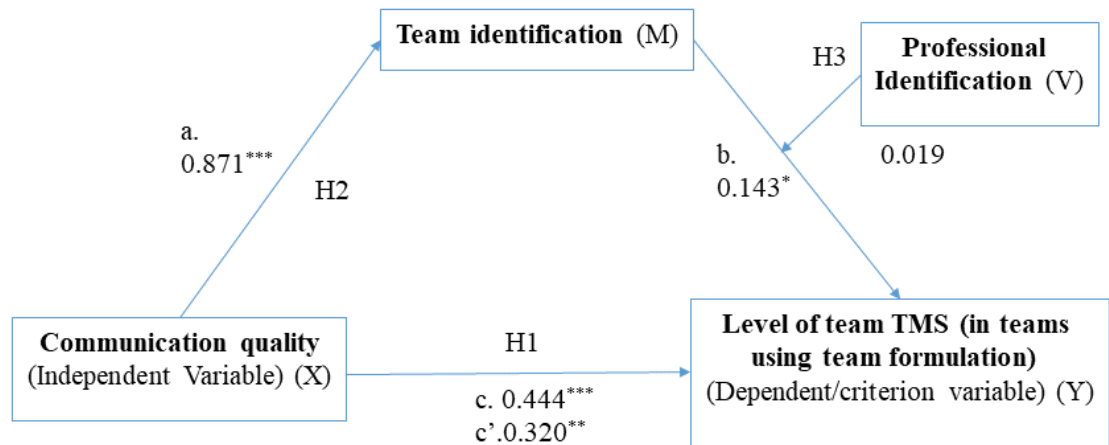 Team identification (M)
H3
Professional
Identification (V)
a.
0.871***
H2
b.
0.143*
0.019
Communication quality
(Independent Variable) (X)
H1
c. 0.444***
c’.0.320**
Level of team TMS (in teams
using team formulation)
(Dependent/criterion variable) (Y)